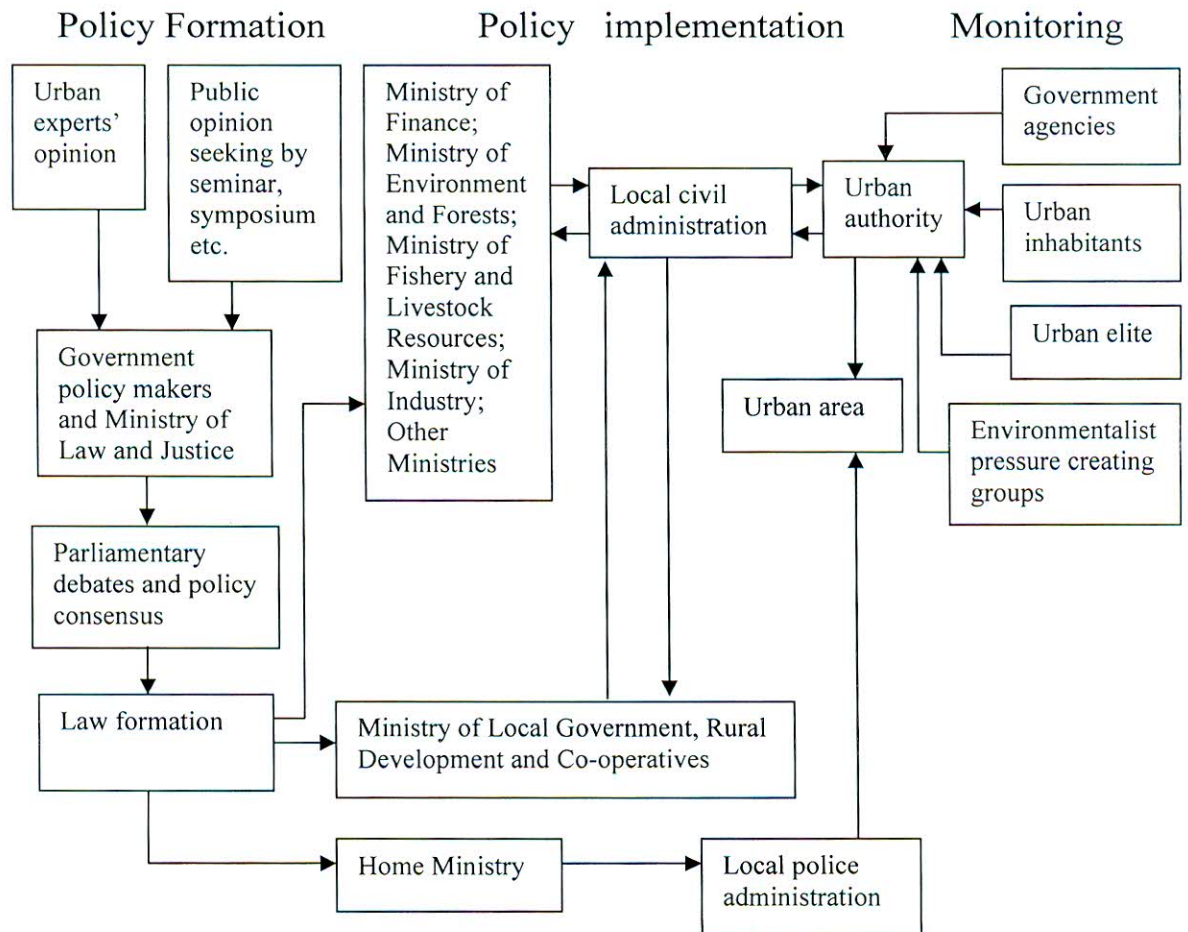 Policy Formation
Policy implementation
Monitoring
Urban
experts’
opinion
Public
opinion
seeking by
seminar,
symposium
etc.
Government
policy makers
and Ministry of
Law and Justice
Parliamentary
debates and policy
consensus
Law formation
Ministry of
Finance;
Ministry of
Environment
and Forests;
Ministry of
Fishery and
Livestock
Resources;
Ministry of
Industry;
Other
Ministries
Local civil
administration
Urban
authority
Urban area
Ministry of Local Government, Rural
Development and Co-operatives
Home Ministry
Local police
administration
Government
agencies
Urban
inhabitants
Urban elite
Environmentalist
pressure creating
groups